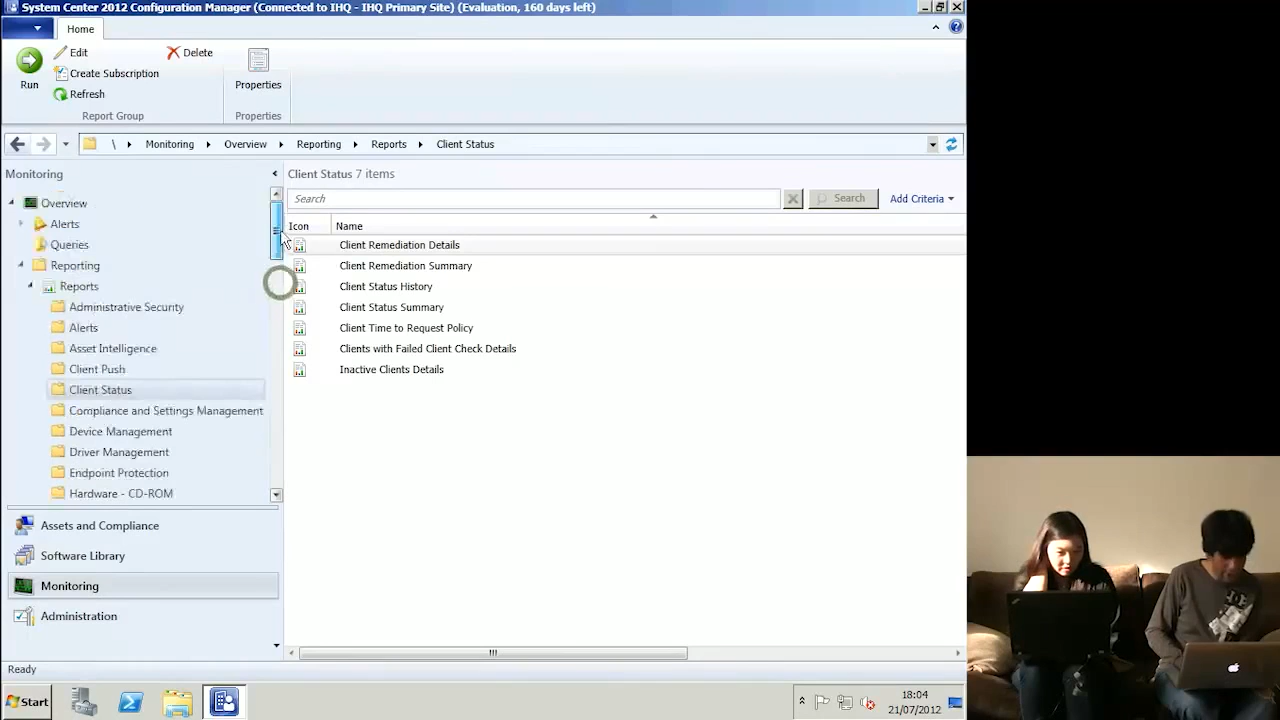 System Center 2012 Configuration Manager (Connected to IHQ - IHQ Primary Site) (Evaluation, 160 days left)
Home
Run
Edit
Create Subscription
Refresh
Delete
Report Group
Properties
Properties
\ Monitoring Overview Reporting Reports Client Status
Monitoring
Overview
Alerts
Queries
Reporting
Reports
Administrative Security
Alerts
Asset Intelligence
Client Push
Client Status
Compliance and Settings Management
Device Management
Driver Management
Endpoint Protection
Hardware - CD-ROM
Assets and Compliance
Software Library
Monitoring
Administration
Client Status 7 items
Search Search Add Criteria
Icon Name
Client Remediation Details
Client Remediation Summary
Client Status History
Client Status Summary
Client Time to Request Policy
Clients with Failed Client Check Details
Inactive Clients Details
Ready
Start
18:04
21/07/2012